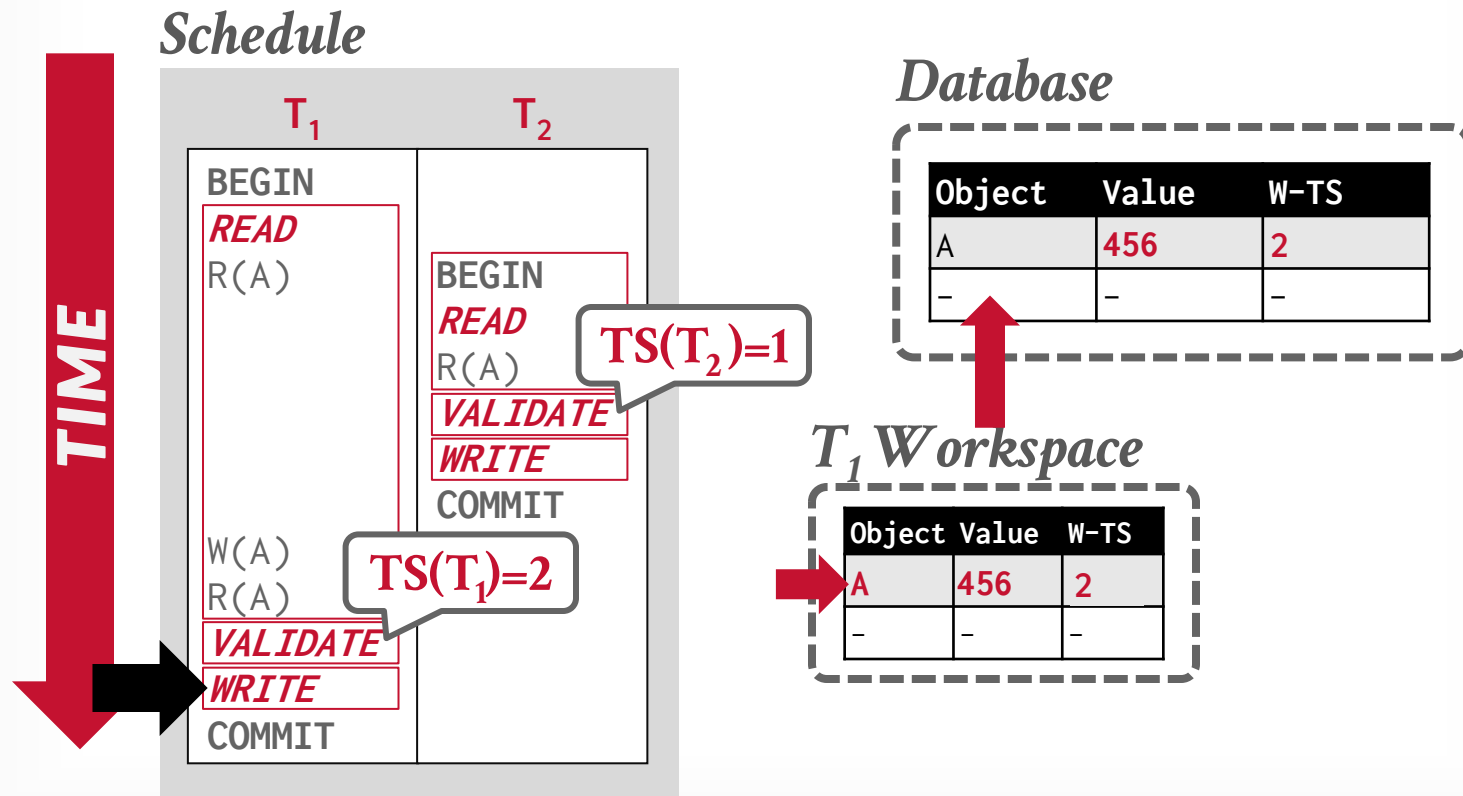 Schedule
TIME
T₁ T₂
BEGIN
READ
R(A)
BEGIN
READ
R(A)
TS(T₂)=1
VALIDATE
WRITE
COMMIT
W(A)
R(A)
TS(T₁)=2
VALIDATE
WRITE
COMMIT
Database
Object Value W-TS
A 456 2
- - -
T₁ Workspace
Object Value W-TS
A 456 2
- - -